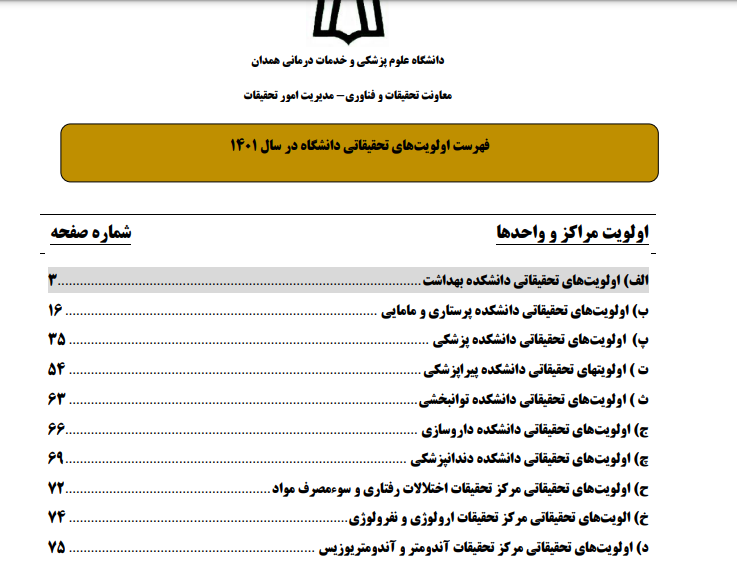 دانشگاه علوم پزشکی و خدمات درمانی همدان
معاونت تحقیقات و فناوری– مدیریت امور تحقیقات
فهرست اولویت‌های تحقیقاتی دانشگاه در سال ۱۴۰۱
اولویت مراکز و واحدها شماره صفحه
الف) اولویت‌های تحقیقاتی دانشکده بهداشت ۳
ب) اولویت‌های تحقیقاتی دانشکده پرستاری و مامایی ۱۶
پ) اولویت‌های تحقیقاتی دانشکده پزشکی ۳۵
ت ) اولویتهای تحقیقاتی دانشکده پیراپزشکی ۵۴
ث ) اولویت‌های تحقیقاتی دانشکده توانبخشی ۶۳
ج) اولویت‌های تحقیقاتی دانشکده داروسازی ۶۶
چ) اولویت‌های تحقیقاتی دانشکده دندانپزشکی ۶۹
ح) اولویت‌های تحقیقاتی مرکز تحقیقات اختلالات رفتاری و سوءمصرف مواد ۷۲
خ) الویت‌های تحقیقاتی مرکز تحقیقات ارولوژی و نفرولوژی ۷۴
د) اولویت‌های تحقیقاتی مرکز تحقیقات آندومتر و آندومتریوزیس ۷۵